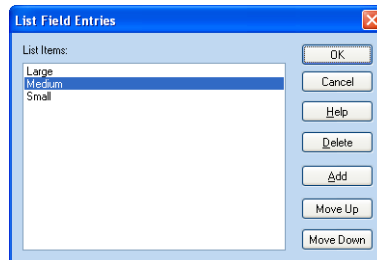 List Field Entries
List Items:
Large
Medium
Small
OK
Cancel
Help
Delete
Add
Move Up
Move Down